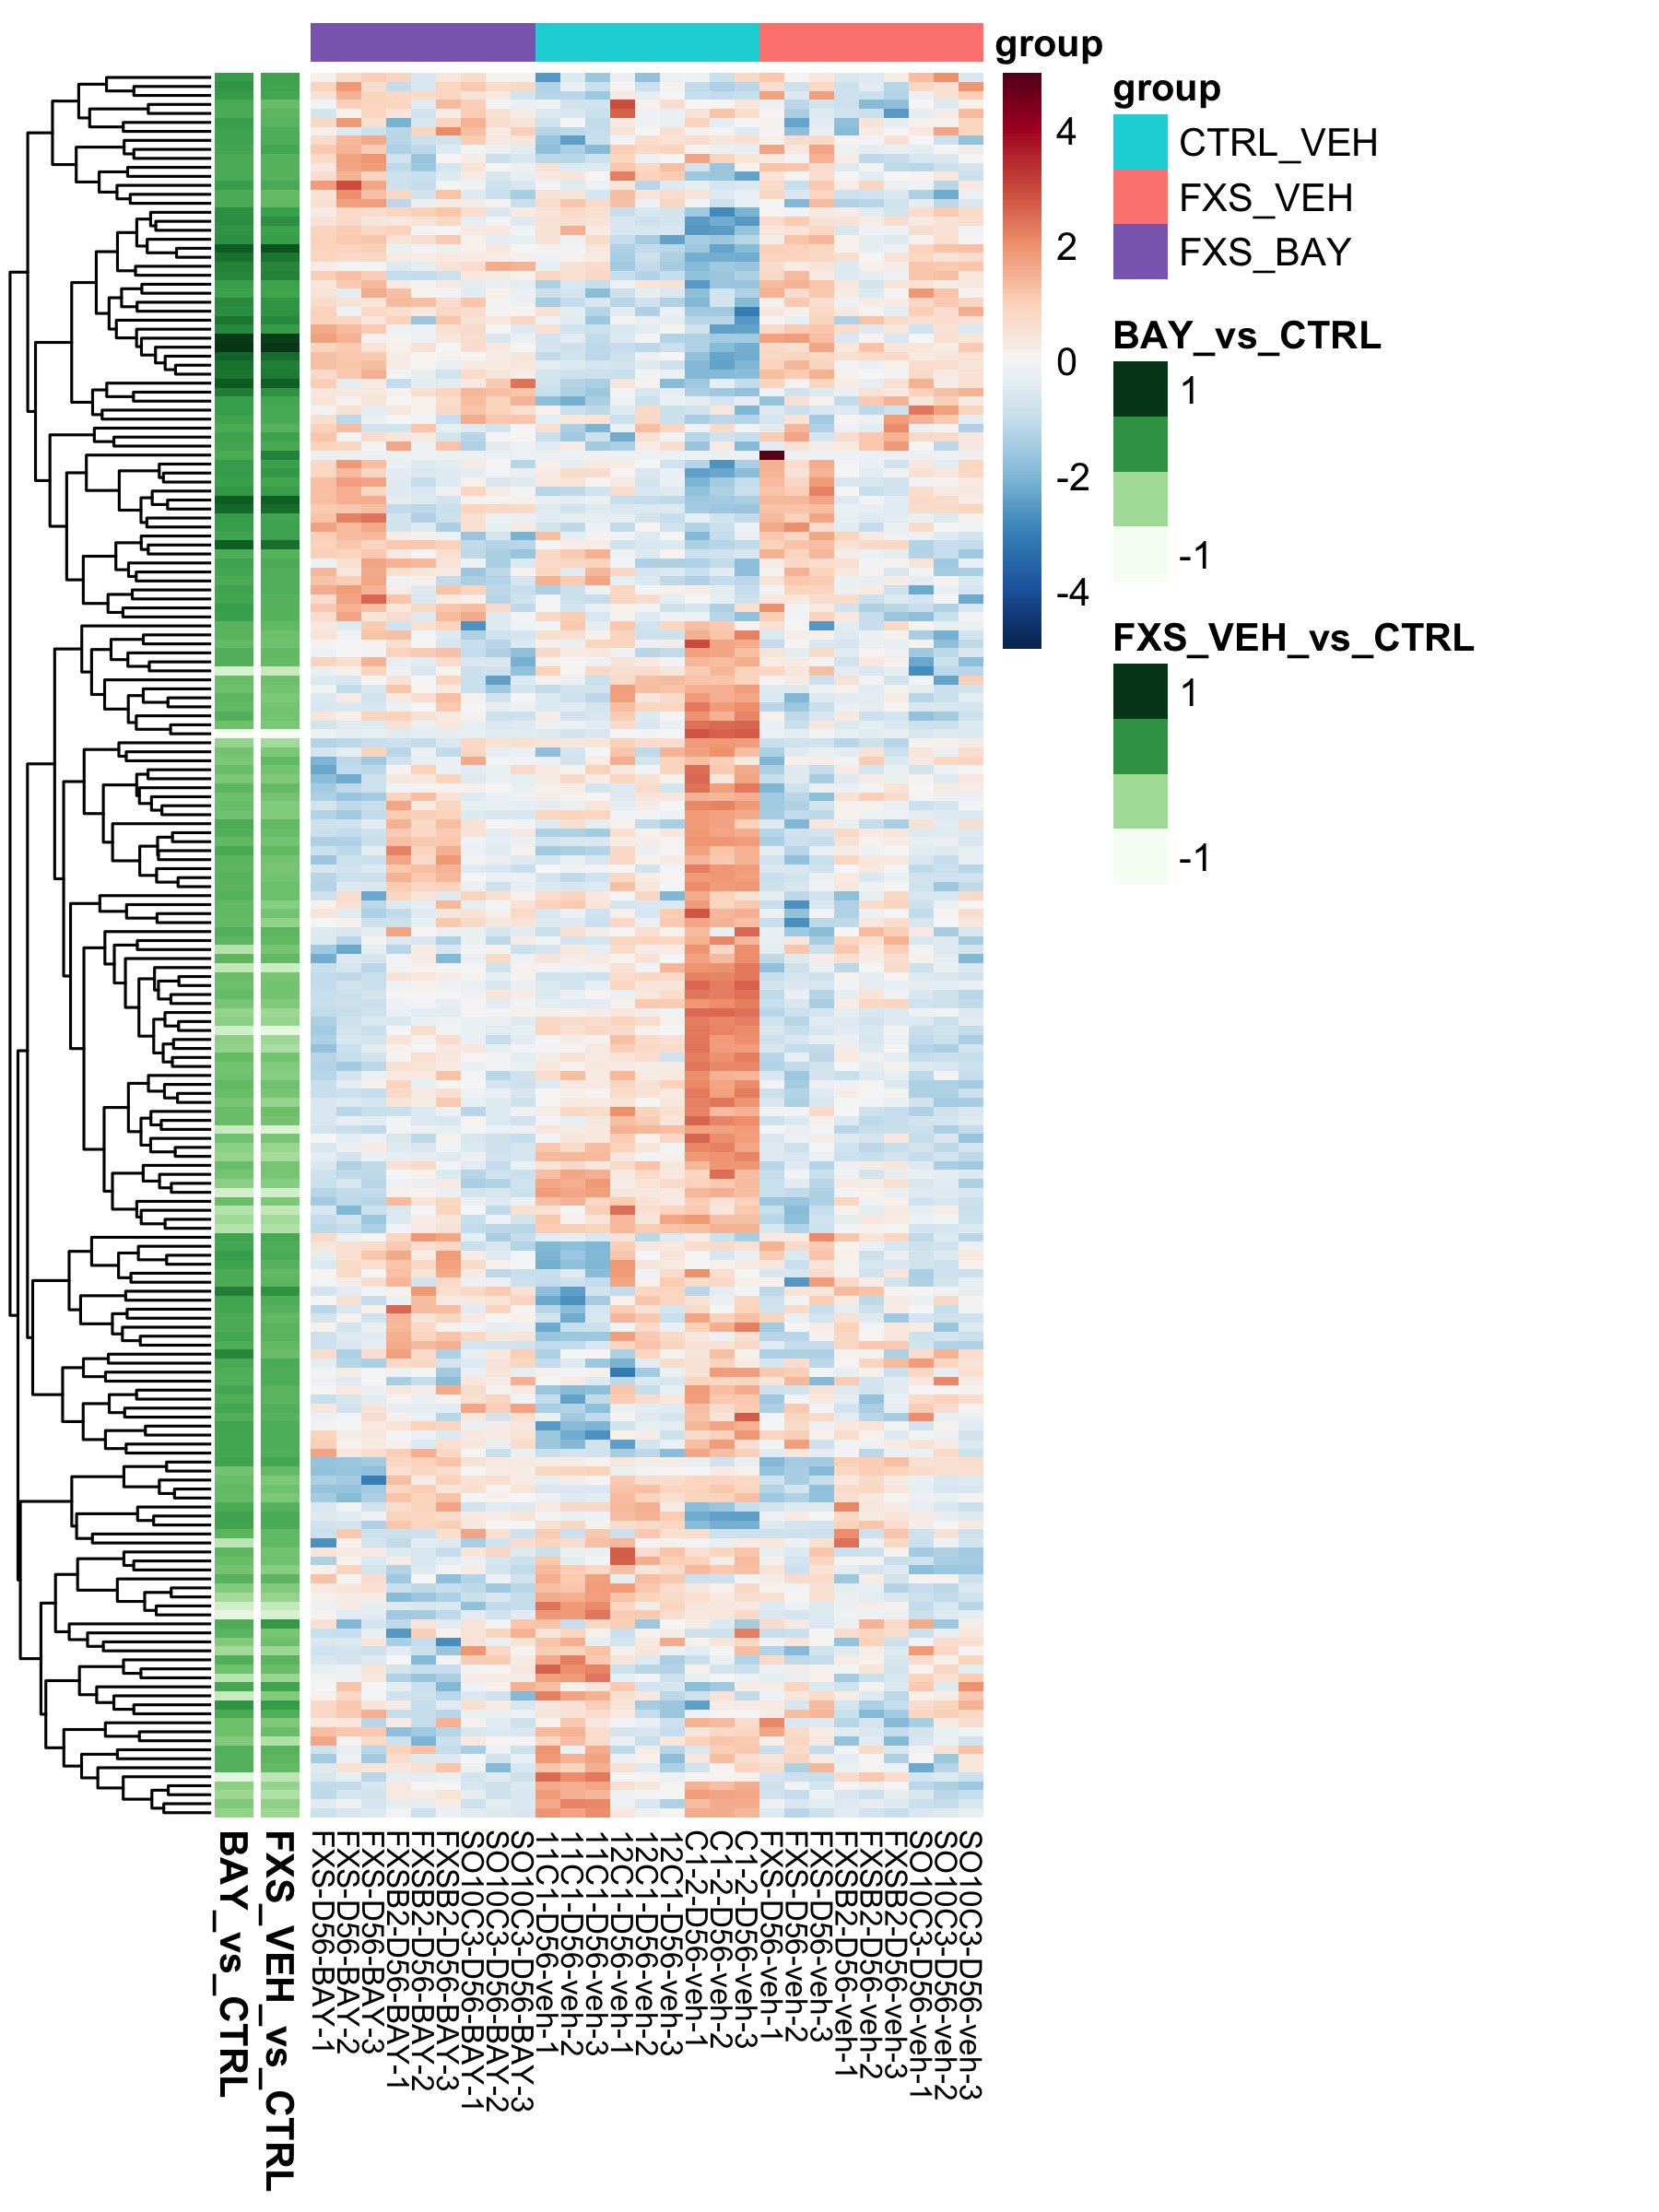 group
group
CTRL_VEH
FXS_VEH
FXS_BAY
4
2
0
-2
-4
BAY_vs_CTRL
1
-1
FXS_VEH_vs_CTRL
1
-1
BAY_vs_CTRL
FXS_VEH_vs_CTRL
FXS-D56-BAY-1
FXS-D56-BAY-2
FXS-D56-BAY-3
FXSB2-D56-BAY-1
FXSB2-D56-BAY-2
FXSB2-D56-BAY-3
SO10C3-D56-BAY-1
SO10C3-D56-BAY-2
SO10C3-D56-BAY-3
11C1-D56-veh-1
11C1-D56-veh-2
11C1-D56-veh-3
12C1-D56-veh-1
12C1-D56-veh-2
12C1-D56-veh-3
C1-2-D56-veh-1
C1-2-D56-veh-2
C1-2-D56-veh-3
FXS-D56-veh-1
FXS-D56-veh-2
FXS-D56-veh-3
FXSB2-D56-veh-1
FXSB2-D56-veh-2
FXSB2-D56-veh-3
SO10C3-D56-veh-1
SO10C3-D56-veh-2
SO10C3-D56-veh-3